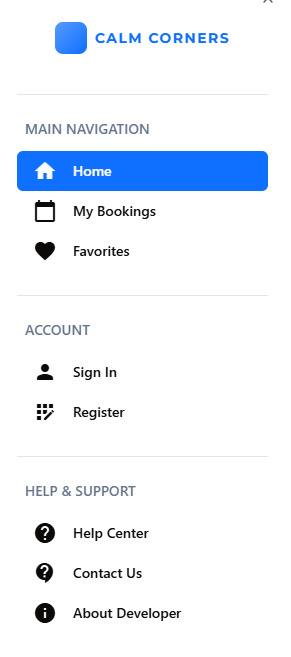 CALM CORNERS
MAIN NAVIGATION
Home
My Bookings
Favorites
ACCOUNT
Sign In
Register
HELP & SUPPORT
Help Center
Contact Us
About Developer